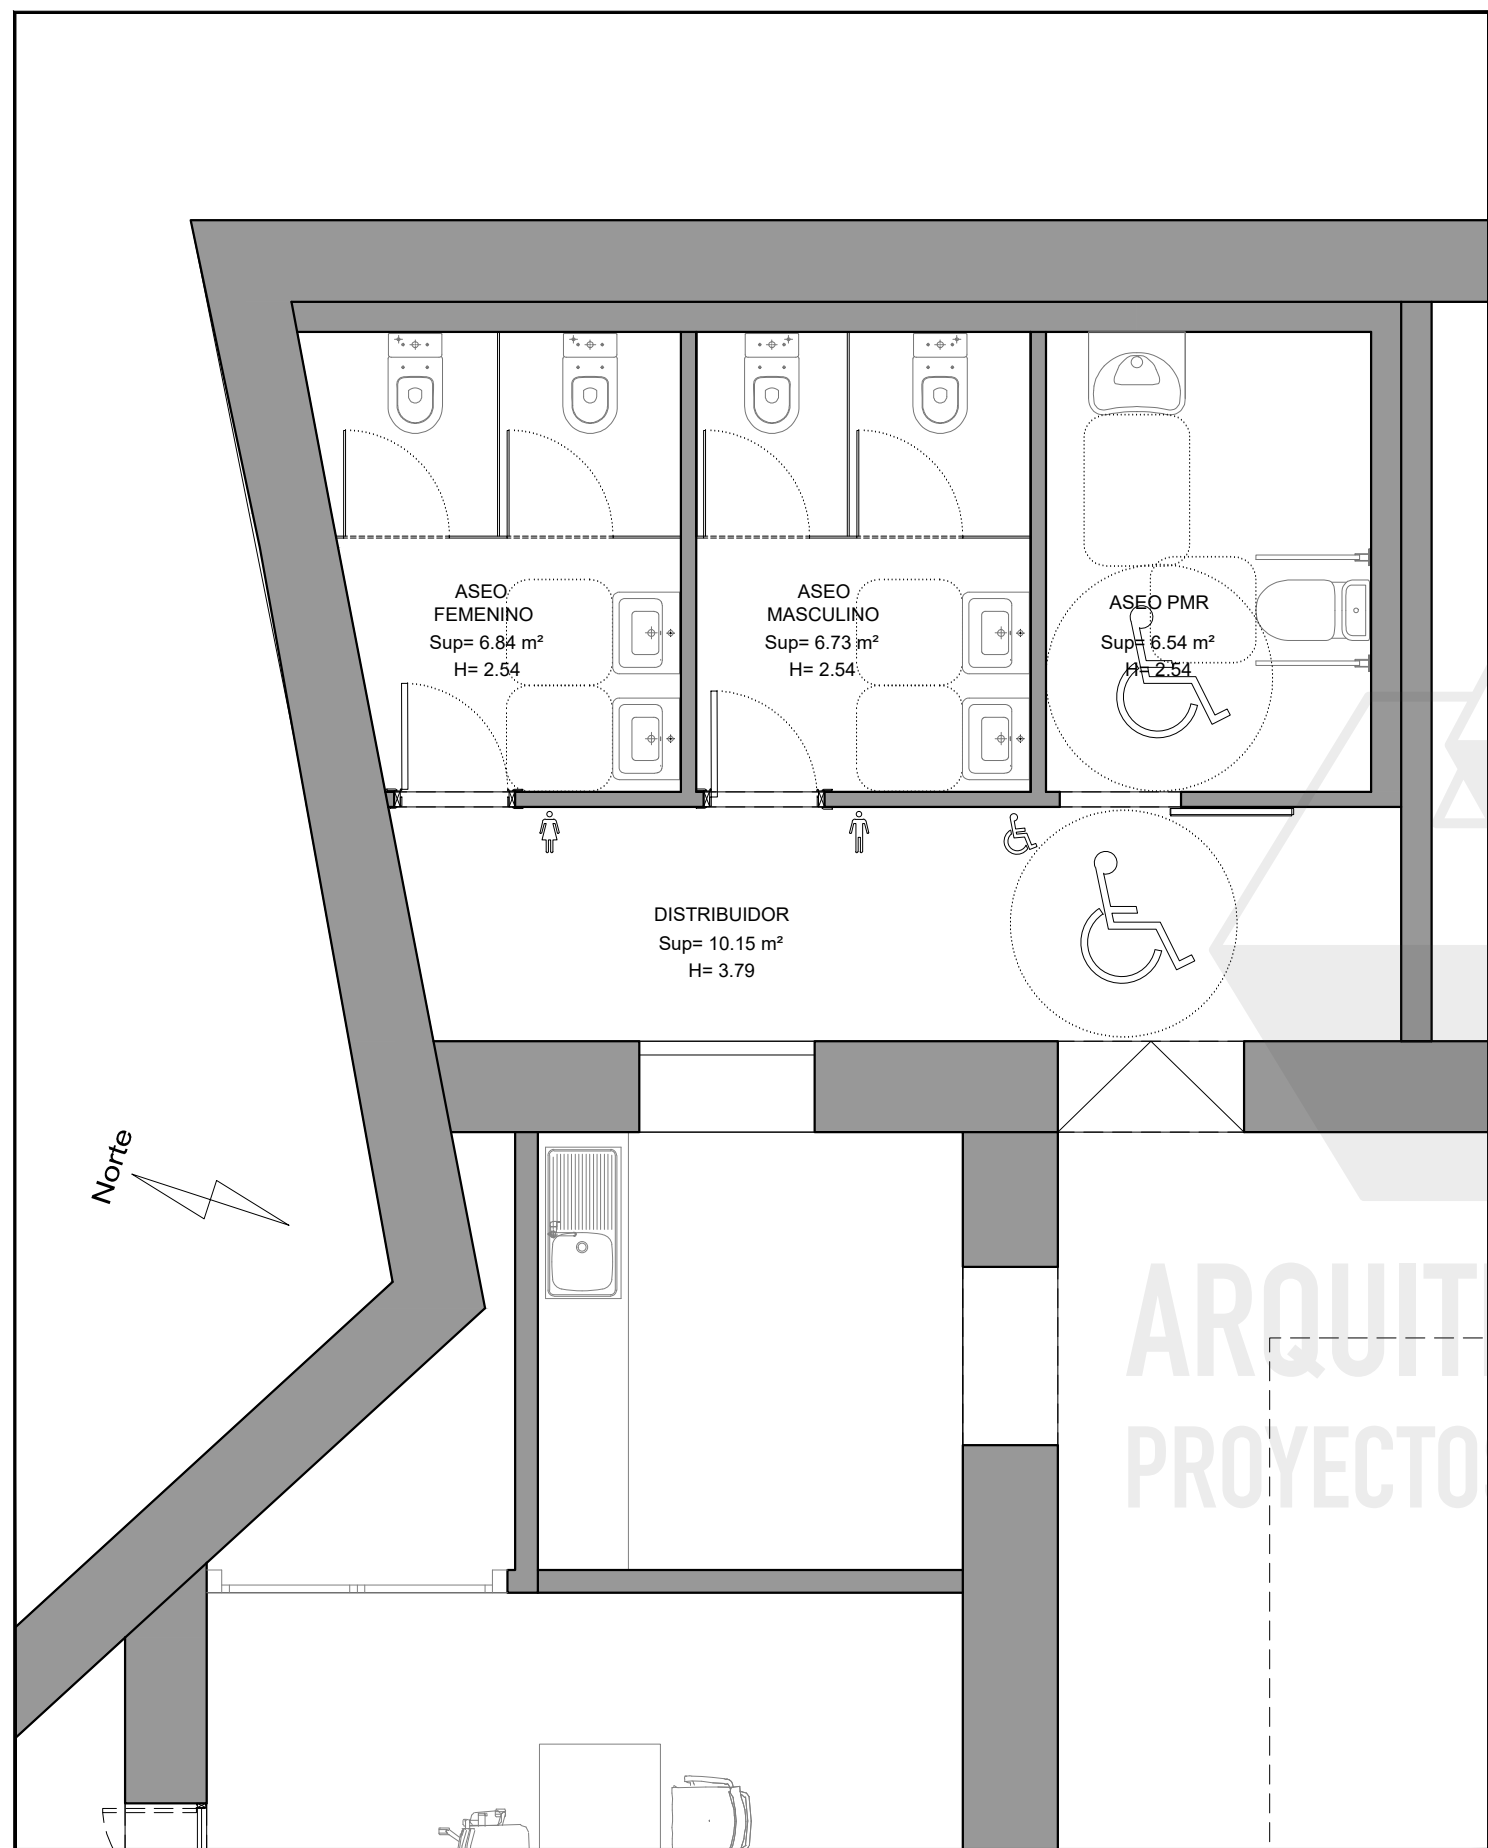 ASEO
FEMENINO
Sup= 6.84 m²
H= 2.54
ASEO
MASCULINO
Sup= 6.73 m²
H= 2.54
ASEO PMR
Sup= 6.54 m²
H= 2.54
DISTRIBUIDOR
Sup= 10.15 m²
H= 3.79
Norte
ARQUIT
PROYECTO